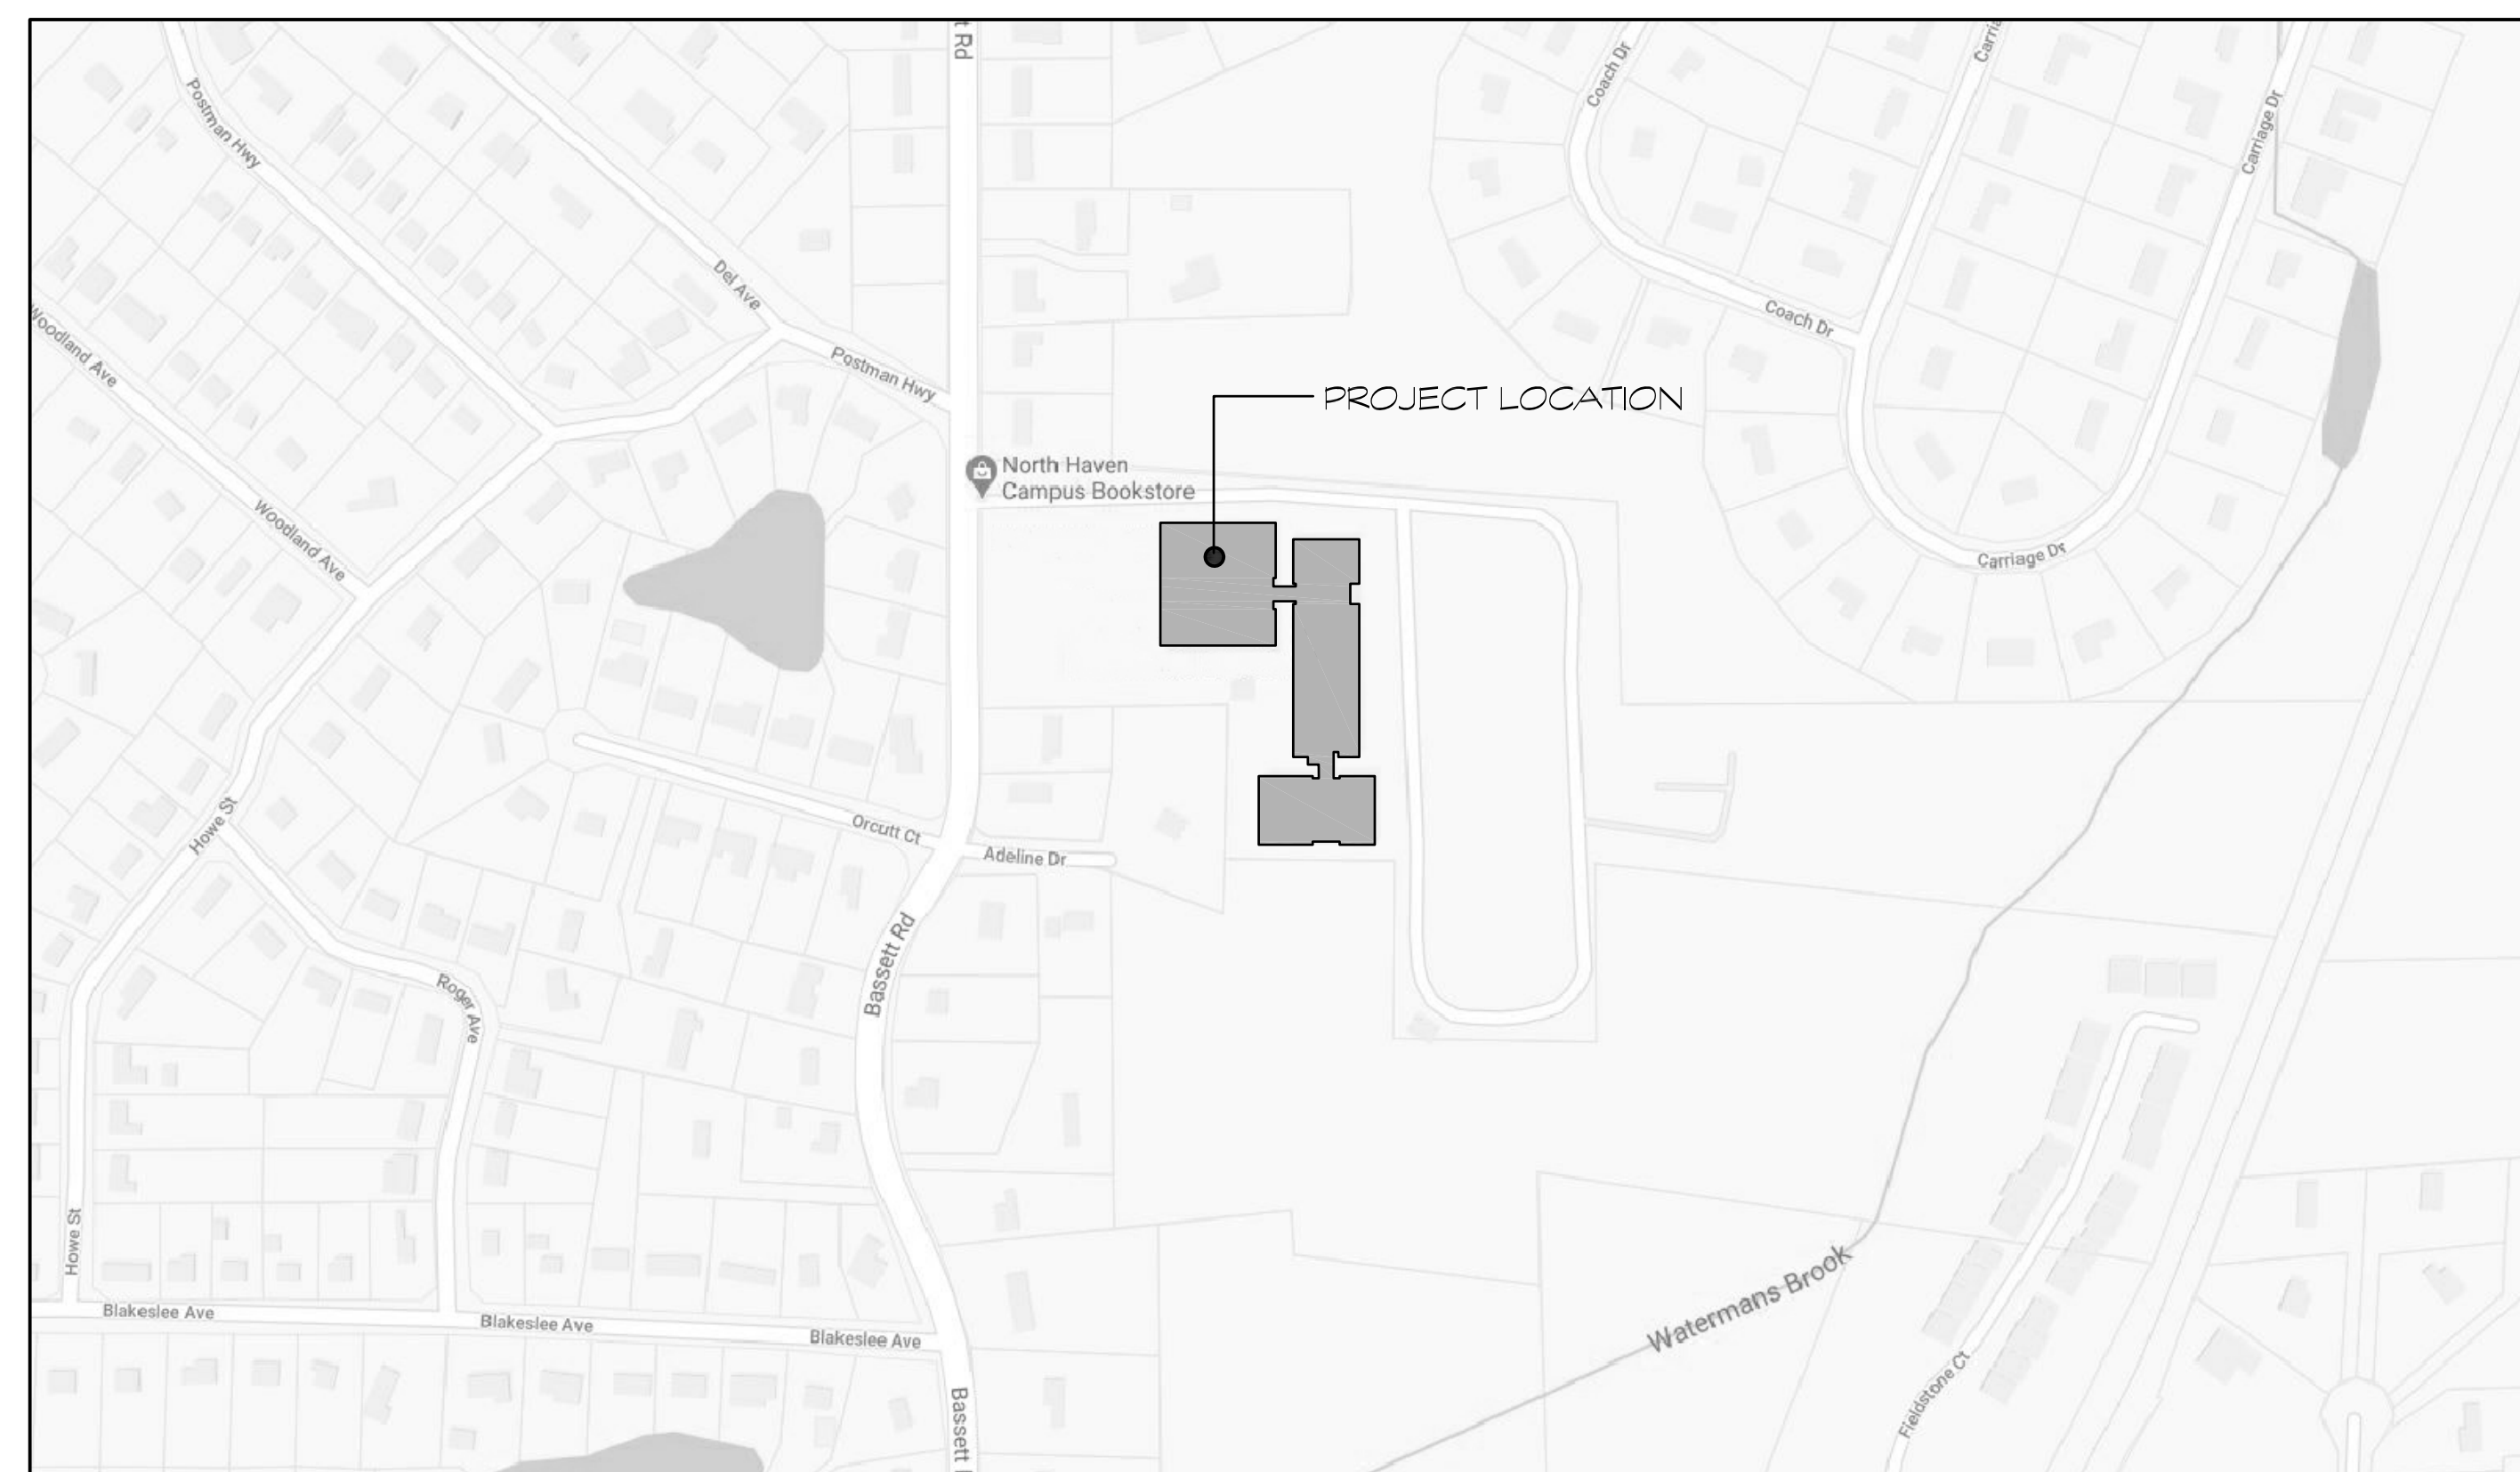 t Rd
Coach Dr
Carria
Postman Hwy
Carriage Dr
Del Ave
Woodland Ave
Coach Dr
Postman Hwy
PROJECT LOCATION
North Haven
Campus Bookstore
Woodland Ave
Carriage Dr
Howe St
Orcutt Ct
Adeline Dr
Bassett Rd
Roger Ave
Howe St
Watermans Brook
Blakeslee Ave
Blakeslee Ave
Blakeslee Ave
Fieldstone Ct
Bassett